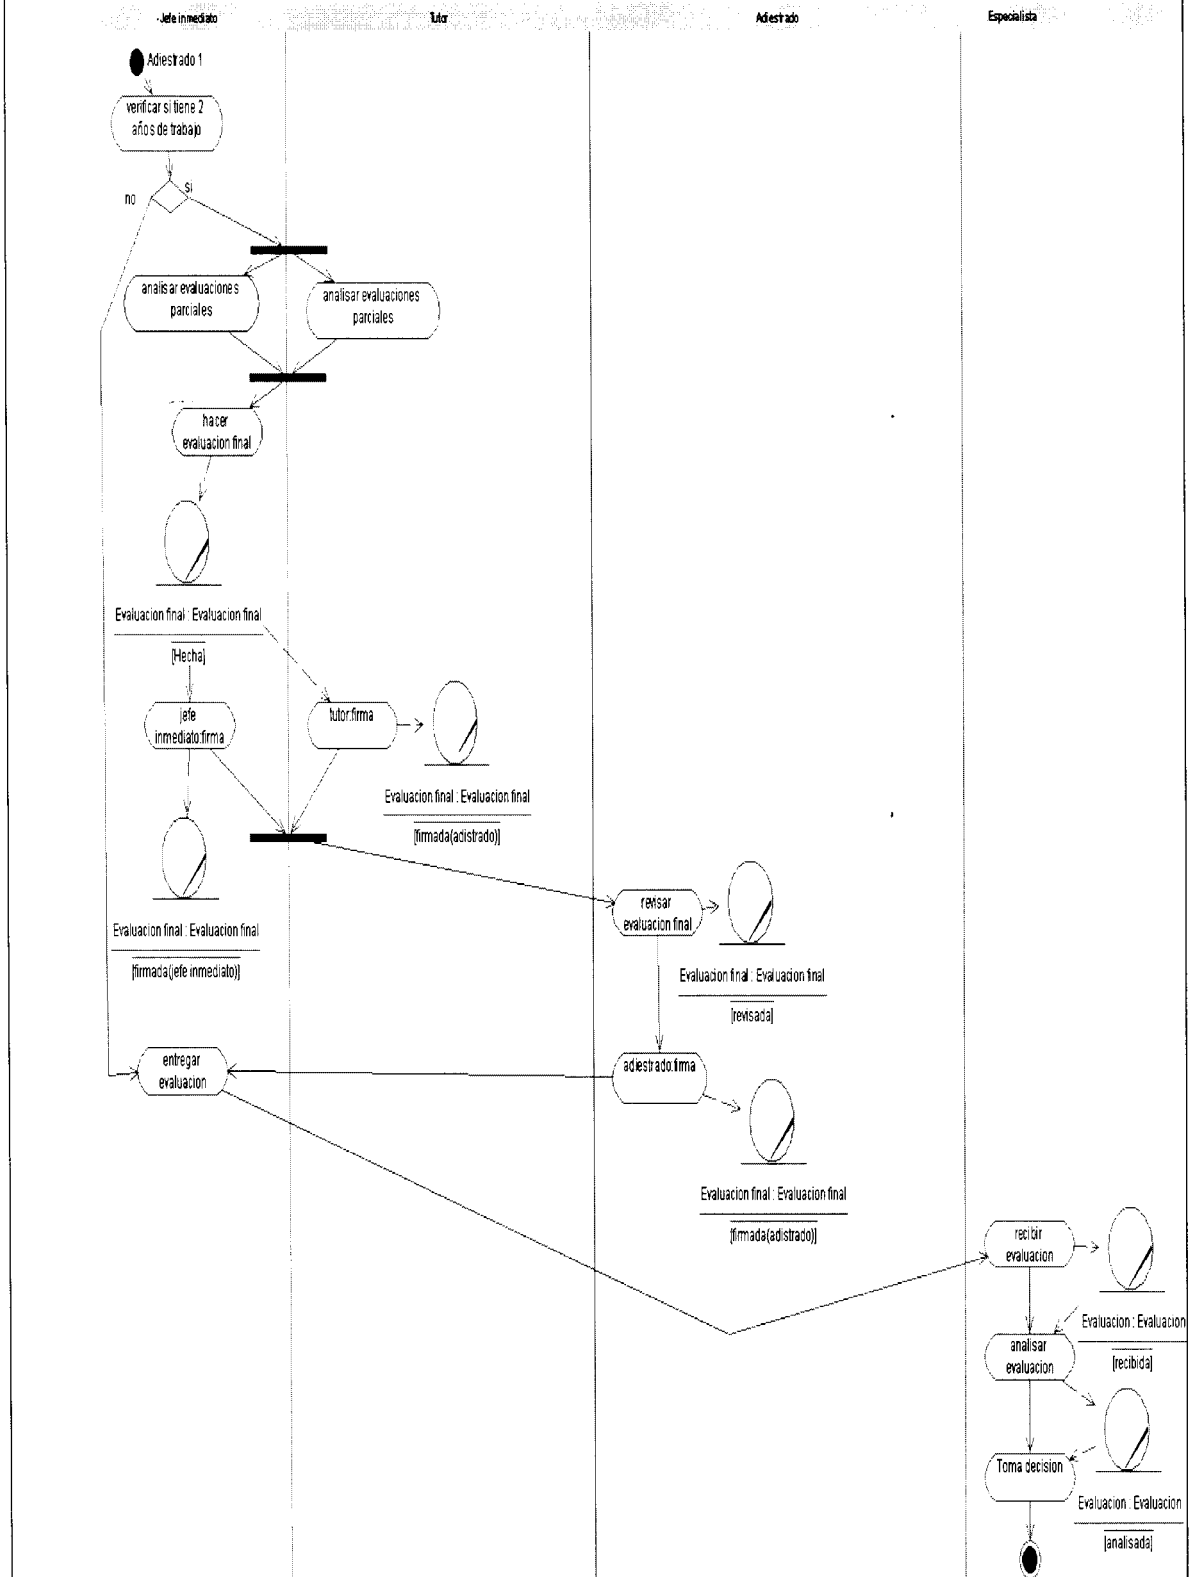 Jefe inmediato
Tutor
Adiestrado
Especialista
Adiestrado 1
verificar si tiene 2
años de trabajo
no
si
analisar evaluaciones
parciales
analisar evaluaciones
parciales
hacer
evaluacion final
Evaluacion final : Evaluacion final
[Hecha]
jefe
inmediato:firma
tutor:firma
Evaluacion final : Evaluacion final
[firmada(adistrado)]
Evaluacion final : Evaluacion final
[firmada(jefe inmediato)]
revisar
evaluacion final
Evaluacion final : Evaluacion final
[revisada]
entregar
evaluacion
adiestrado:firma
Evaluacion final : Evaluacion final
[firmada(adistrado)]
recibir
evaluacion
Evaluacion : Evaluacion
[recibida]
analisar
evaluacion
Toma decision
Evaluacion : Evaluacion
[analisada]